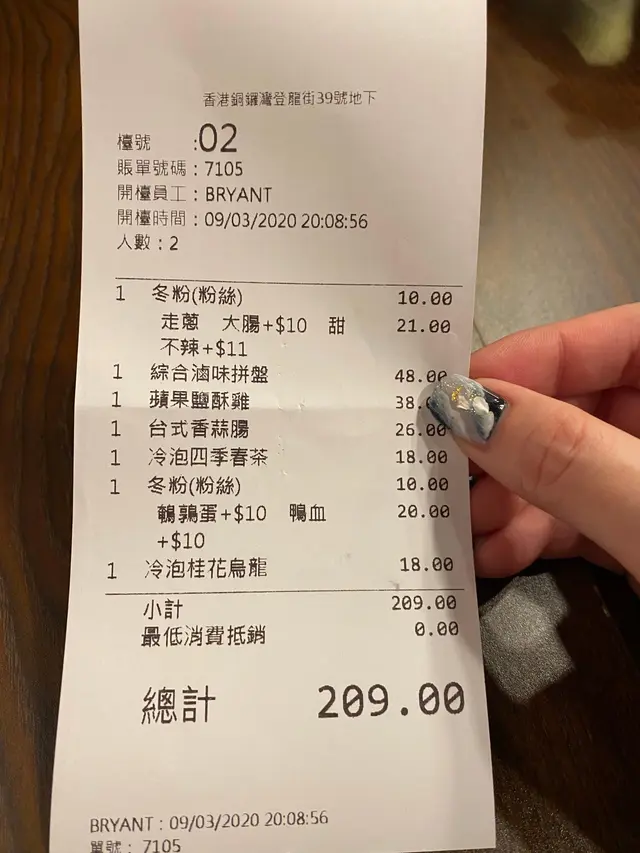 香港銅鑼灣登龍街39號地下
檯號 :02
賬單號碼 : 7105
開檯員工 : BRYANT
開檯時間 : 09/03/2020 20:08:56
人數 : 2
1 冬粉(粉絲) 10.00
走蔥 大腸+$10 甜 21.00
不辣+$11
1 綜合滷味拼盤 48.00
1 蘋果鹽酥雞 38.00
1 台式香蒜腸 26.00
1 冷泡四季春茶 18.00
1 冬粉(粉絲) 10.00
鵪鶉蛋+$10 鴨血 20.00
+$10
1 冷泡桂花烏龍 18.00
小計 209.00
最低消費抵銷 0.00
總計 209.00
BRYANT : 09/03/2020 20:08:56
單號 : 7105